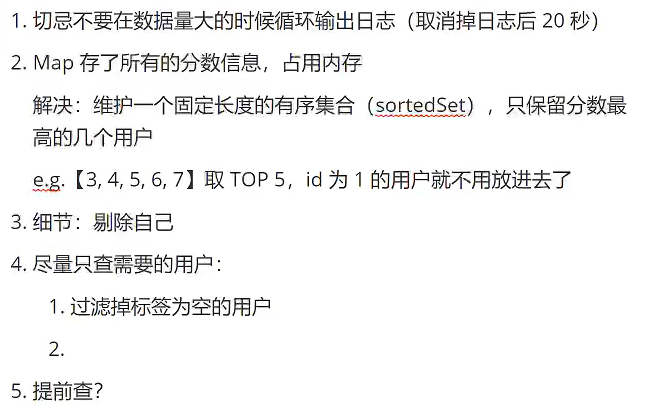 1. 切忌不要在数据量大的时候循环输出日志（取消掉日志后 20 秒）
2. Map 存了所有的分数信息，占用内存
解决：维护一个固定长度的有序集合（sortedSet），只保留分数最
高的几个用户
e.g.【3, 4, 5, 6, 7】取 TOP 5，id 为 1 的用户就不用放进去了
3. 细节：剔除自己
4. 尽量只查需要的用户：
1. 过滤掉标签为空的用户
2.
5. 提前查？